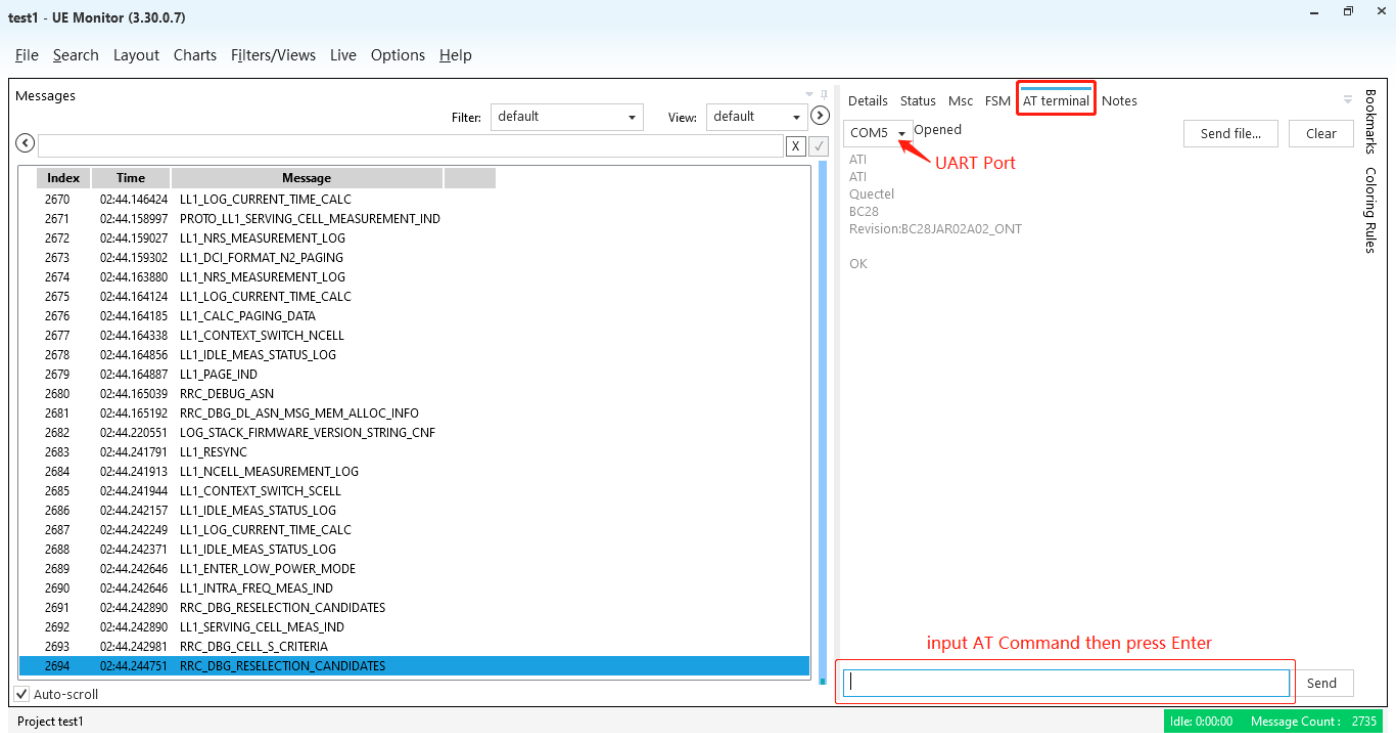 test1 - UE Monitor (3.30.0.7)
File Search Layout Charts Filters/Views Live Options Help
Messages
Filter: default View: default
X
Index Time Message
2670 02:44.146424 LL1_LOG_CURRENT_TIME_CALC
2671 02:44.158997 PROTO_LL1_SERVING_CELL_MEASUREMENT_IND
2672 02:44.159027 LL1_NRS_MEASUREMENT_LOG
2673 02:44.159302 LL1_DCI_FORMAT_N2_PAGING
2674 02:44.163880 LL1_NRS_MEASUREMENT_LOG
2675 02:44.164124 LL1_LOG_CURRENT_TIME_CALC
2676 02:44.164185 LL1_CALC_PAGING_DATA
2677 02:44.164338 LL1_CONTEXT_SWITCH_NCELL
2678 02:44.164856 LL1_IDLE_MEAS_STATUS_LOG
2679 02:44.164887 LL1_PAGE_IND
2680 02:44.165039 RRC_DEBUG_ASN
2681 02:44.165192 RRC_DBG_DL_ASN_MSG_MEM_ALLOC_INFO
2682 02:44.220551 LOG_STACK_FIRMWARE_VERSION_STRING_CNF
2683 02:44.241791 LL1_RESYNC
2684 02:44.241913 LL1_NCELL_MEASUREMENT_LOG
2685 02:44.241944 LL1_CONTEXT_SWITCH_SCELL
2686 02:44.242157 LL1_IDLE_MEAS_STATUS_LOG
2687 02:44.242249 LL1_LOG_CURRENT_TIME_CALC
2688 02:44.242371 LL1_IDLE_MEAS_STATUS_LOG
2689 02:44.242646 LL1_ENTER_LOW_POWER_MODE
2690 02:44.242646 LL1_INTRA_FREQ_MEAS_IND
2691 02:44.242890 RRC_DBG_RESELECTION_CANDIDATES
2692 02:44.242890 LL1_SERVING_CELL_MEAS_IND
2693 02:44.242981 RRC_DBG_CELL_S_CRITERIA
2694 02:44.244751 RRC_DBG_RESELECTION_CANDIDATES
Auto-scroll
Details Status Msc FSM AT terminal Notes
COM5 Opened Send file... Clear
UART Port
ATI
ATI
Quectel
BC28
Revision:BC28JAR02A02_ONT
OK
input AT Command then press Enter
Send
Bookmarks Coloring Rules
Project test1
Idle: 0:00:00 Message Count : 2735